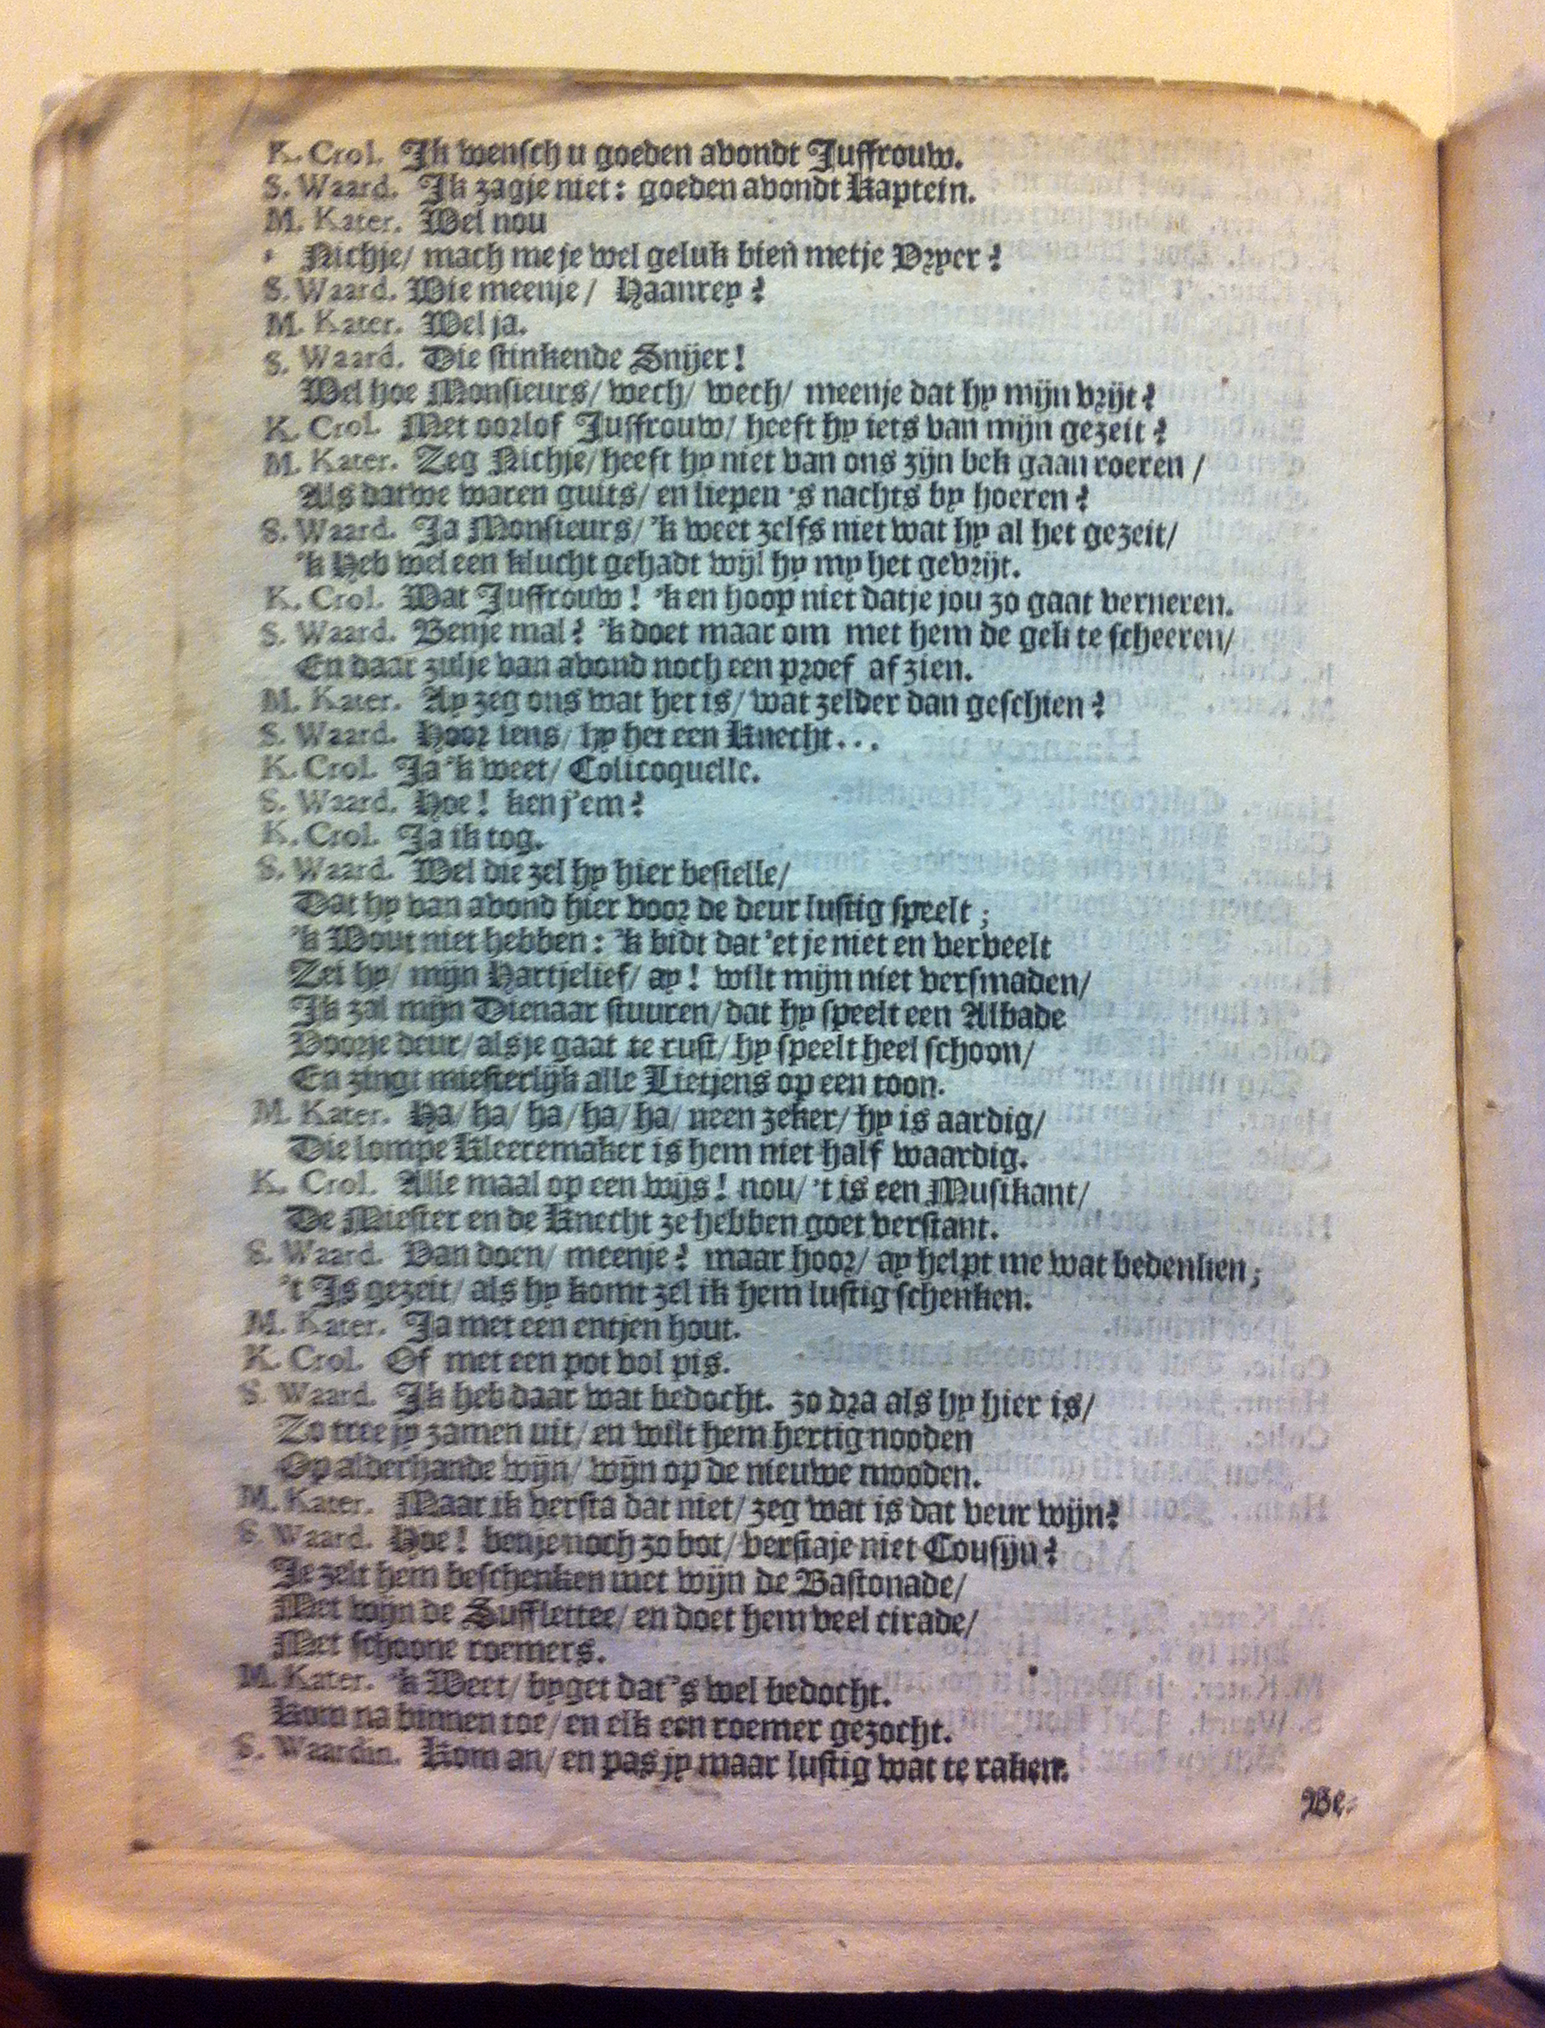 K. Crol. Ik wensch u goeden avondt Juffrouw.
S. Waard. Ik zagje niet: goeden avondt Kaptein.
M. Kater. Wel nou
Nichje/ mach me je wel geluk bien metje Vryer?
S. Waard. Wie meenje/ Haanrey?
M. Kater. Wel ja.
S. Waard. Die stinkende Snijer!
Wel hoe Monsieurs/ wech/ wech/ meenje dat hy mijn vrijt?
K. Crol. Met oorlof Juffrouw/ heeft hy iets van mijn gezeit?
M. Kater. Zeg Nichje/ heeft hy niet van ons zijn bek gaan roeren/
Als datwe waren guits/ en liepen 's nachts by hoeren?
S. Waard. Ja Monsieurs/ 'k weet zelfs niet wat hy al het gezeit/
'k Heb wel een klucht gehadt wijl hy my het gevrijt.
K. Crol. Wat Juffrouw! 'k en hoop niet datje jou zo gaat verneren.
S. Waard. Benje mal? 'k doet maar om met hem de gek te scheeren/
En daar zulje van avond noch een proef af zien.
M. Kater. Ay zeg ons wat het is/ wat zelder dan geschien?
S. Waard. Hoor iens/ hy het een Knecht...
K. Crol. Ja 'k weet/ Colicoquelle.
S. Waard. Hoe! ken j'em?
K. Crol. Ja ik tog.
S. Waard. Wel die zel hy hier bestelle/
Dat hy van avond hier voor de deur lustig speelt;
'k Wout niet hebben: 'k bidt dat 'et je niet en verveelt
Zei hy/ mijn Hartjelief/ ay! wilt mijn niet versmaden/
Ik zal mijn Dienaar stuuren/ dat hy speelt een Albade
Voorje deur/ alsje gaat te rust/ hy speelt heel schoon/
En zingt miesterlijk alle Lietjens op een toon.
M. Kater. Ha/ ha/ ha/ ha/ ha/ neen zeker/ hy is aardig/
Die lompe Kleeremaker is hem niet half waardig.
K. Crol. Alle maal op een wijs! nou/ 't is een Musikant/
De Miester en de Knecht ze hebben goet verstant.
S. Waard. Van doen/ meenje? maar hoor/ ay helpt me wat bedenken;
't Is gezeit/ als hy komt zel ik hem lustig schenken.
M. Kater. Ja met een entjen hout.
K. Crol. Of met een pot vol pis.
S. Waard. Ik heb daar wat bedocht. zo dra als hy hier is/
Zo tree jy zamen uit/ en wilt hem hertig nooden
Op alderhande wijn/ wijn op de nieuwe mooden.
M. Kater. Maar ik versta dat niet/ zeg wat is dat veur wijn?
S. Waard. Hoe! benje noch zo bot/ verstaje niet Cousijn?
Je zelt hem beschenken met wijn de Bastonade/
Met wijn de Sufflettee/ en doet hem veel cirade/
Met schoone roemers.
M. Kater. 'k Weet/ byget dat 's wel bedocht.
Kom na binnen toe/ en elk een roemer gezocht.
S. Waardin. Kom an/ en pas jy maar lustig wat te raken.
Be-